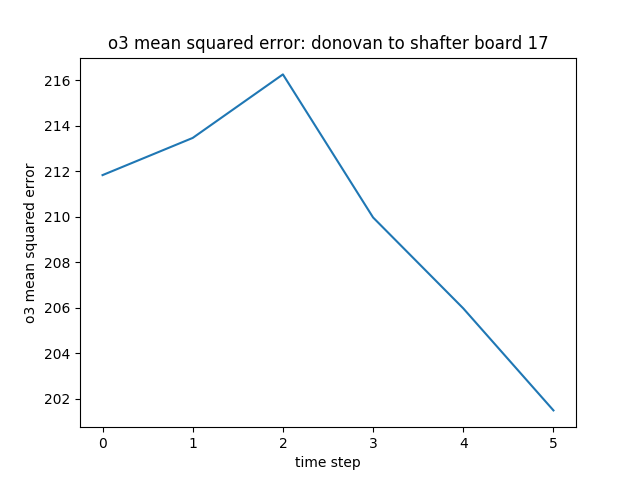 o3 mean squared error: donovan to shafter board 17
o3 mean squared error
216
214
212
210
208
206
204
202
0 1 2 3 4 5
time step